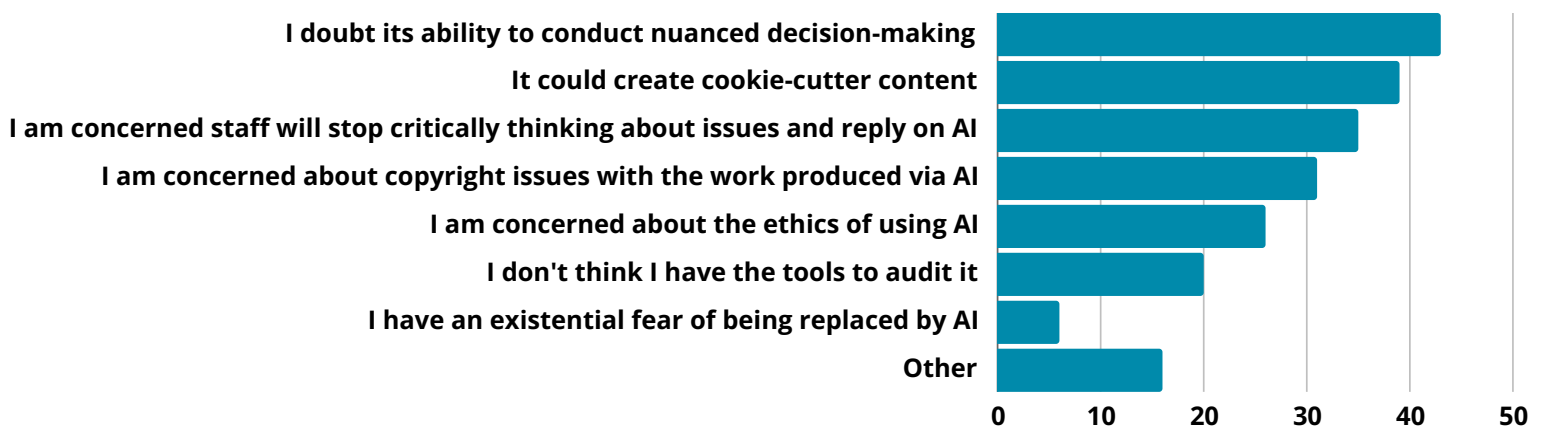 I doubt its ability to conduct nuanced decision-making
It could create cookie-cutter content
I am concerned staff will stop critically thinking about issues and reply on AI
I am concerned about copyright issues with the work produced via AI
I am concerned about the ethics of using AI
I don't think I have the tools to audit it
I have an existential fear of being replaced by AI
Other
0 10 20 30 40 50